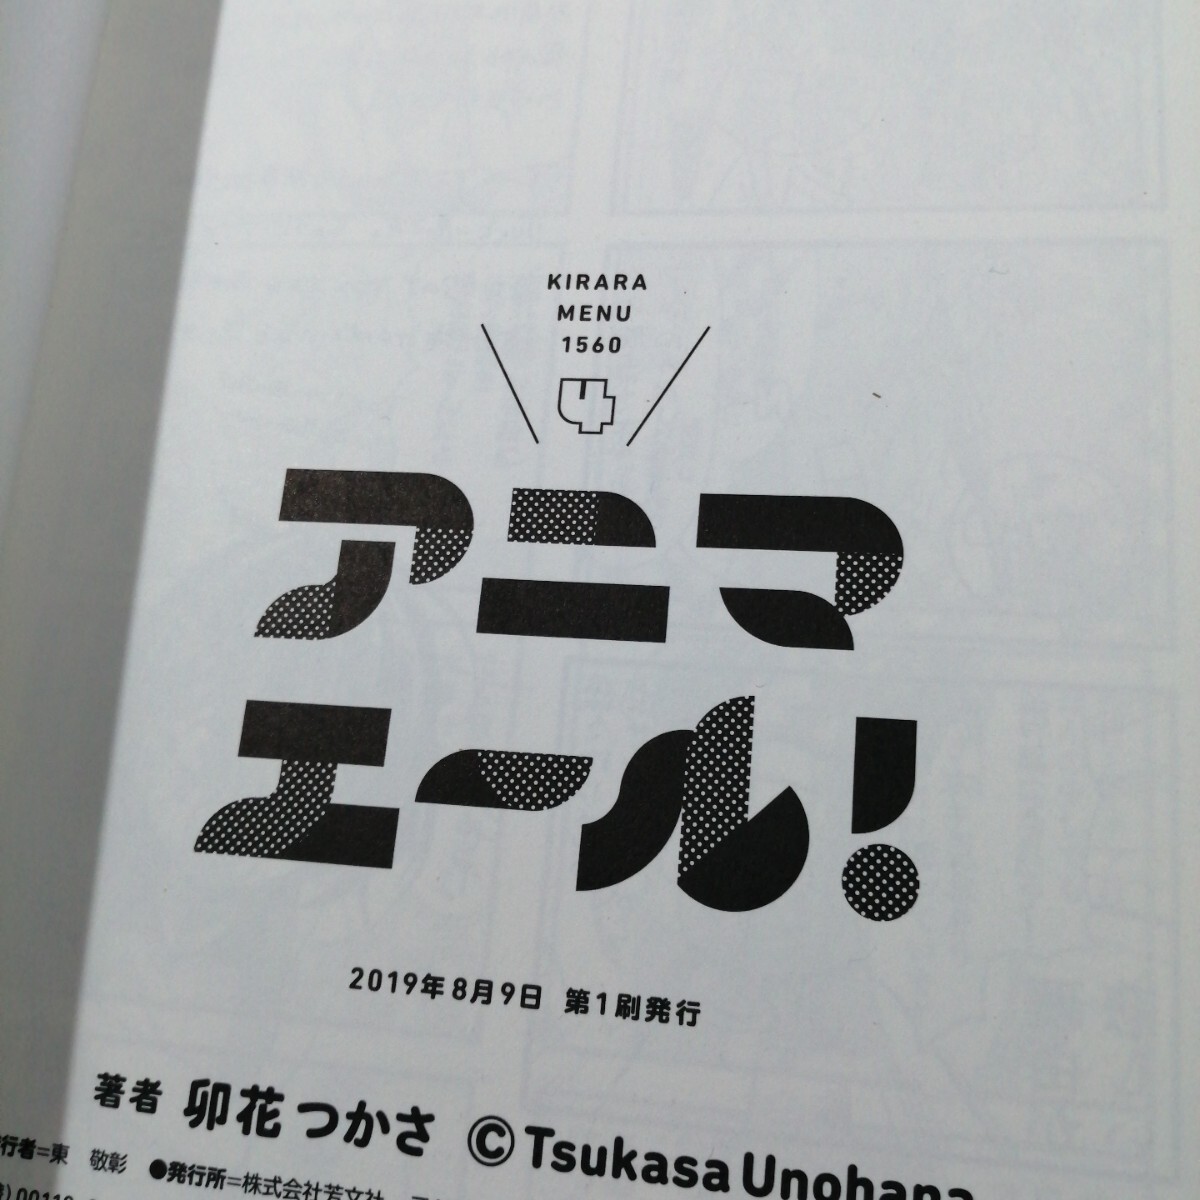 KIRARA
MENU
1560
4
アニマ
エール!
2019年8月9日 第1刷発行
著者 卯花つかさ ©Tsukasa Unohana
行者=東 敬彰 ●発行所=株式会社芳文社